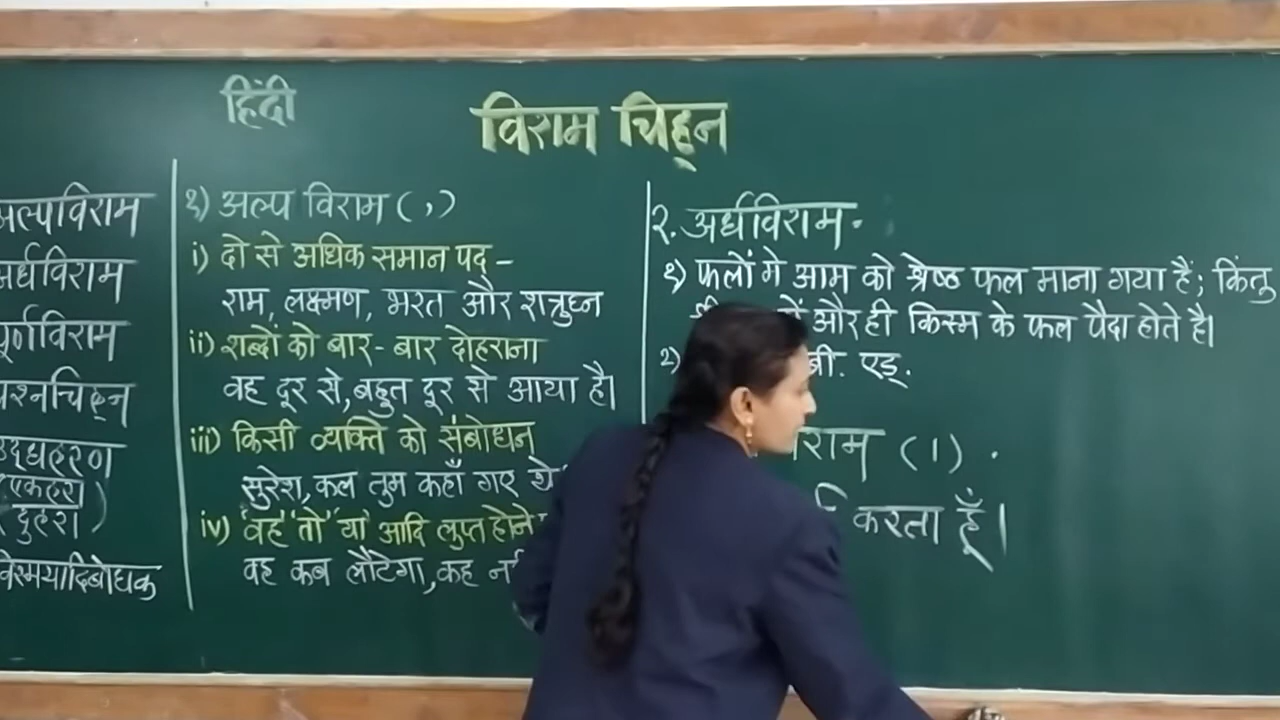 हिंदी
विराम चिह्न
अल्पविराम
अर्धविराम
पूर्णविराम
प्रश्नचिह्न
उद्धहरण
(एकहरा
दुहरा)
विस्मयादिबोधक
१) अल्प विराम (,)
i) दो से अधिक समान पद् -
राम, लक्ष्मण, भरत और शत्रुघ्न
ii) शब्दों को बार-बार दोहराना
वह दूर से, बहुत दूर से आया है।
iii) किसी व्यक्ति को संबोधन
सुरेश, कल तुम कहाँ गए थे
iv) 'वह' 'तो' 'या' आदि लुप्त होने
वह कब लौटेगा, कह
२. अर्धविराम -
१) फलों मे आम को श्रेष्ठ फल माना गया हैं; किंतु
और ही किस्म के फल पैदा होते है।
२) बी. एड्.
राम (।) .
करता हूँ।